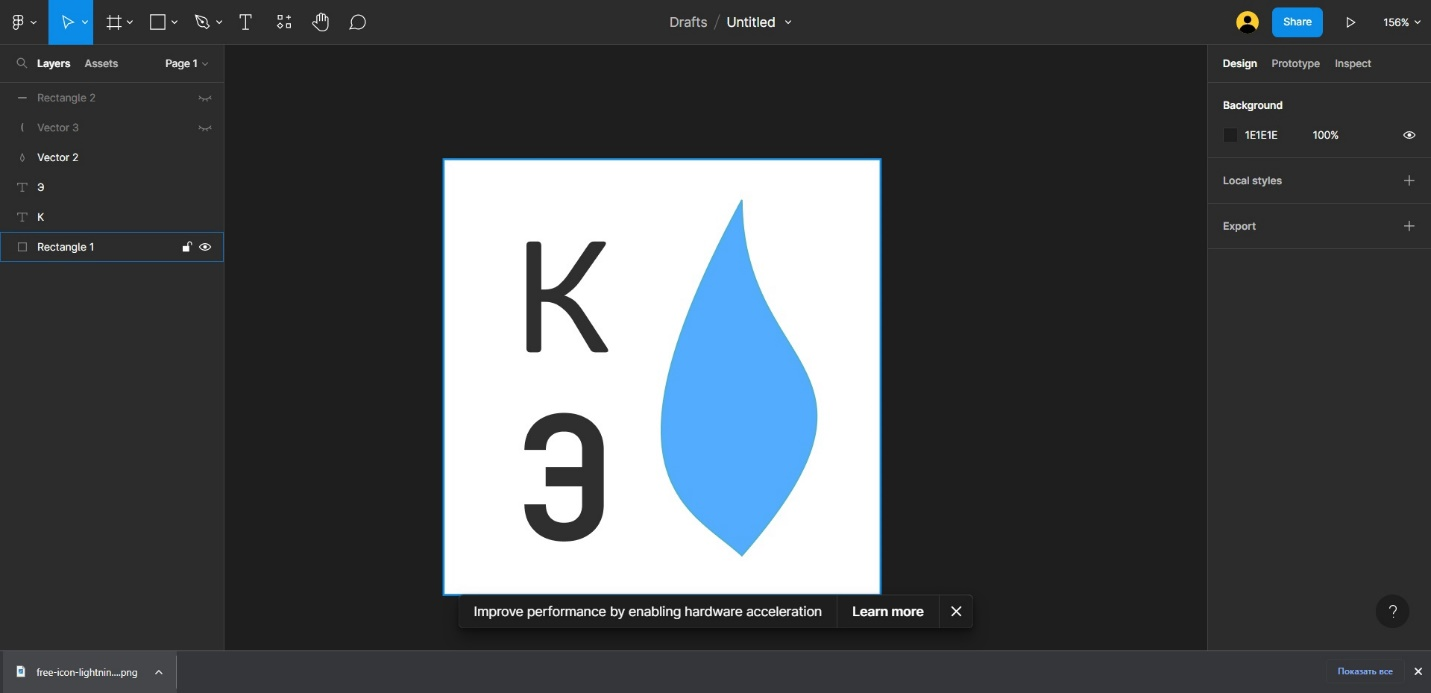 Drafts / Untitled
Share
156%
Layers
Assets
Page 1
Design
Prototype
Inspect
Rectangle 2
Vector 3
Vector 2
Э
К
Rectangle 1
Background
1E1E1E
100%
Local styles
Export
К
Э
Improve performance by enabling hardware acceleration
Learn more
?
free-icon-lightnin....png
Показать все